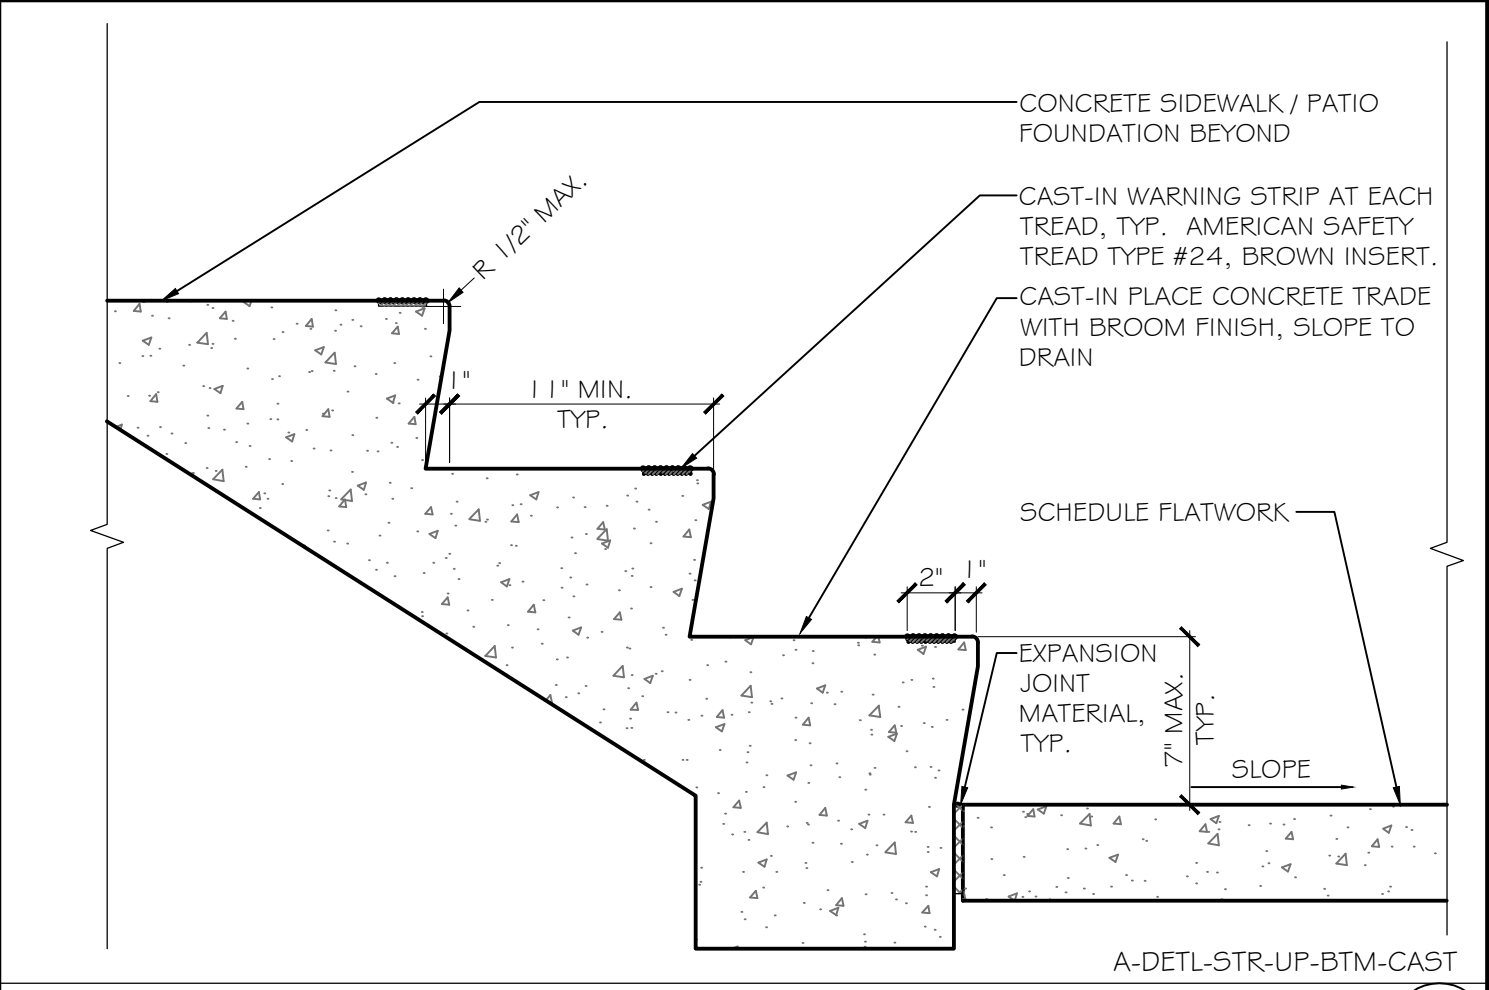 CONCRETE SIDEWALK / PATIO
FOUNDATION BEYOND
R 1/2" MAX.
CAST-IN WARNING STRIP AT EACH
TREAD, TYP. AMERICAN SAFETY
TREAD TYPE #24, BROWN INSERT.
CAST-IN PLACE CONCRETE TRADE
WITH BROOM FINISH, SLOPE TO
DRAIN
1"
11" MIN.
TYP.
SCHEDULE FLATWORK
2"
1"
EXPANSION
JOINT
MATERIAL,
TYP.
7" MAX.
TYP.
SLOPE
A-DETL-STR-UP-BTM-CAST